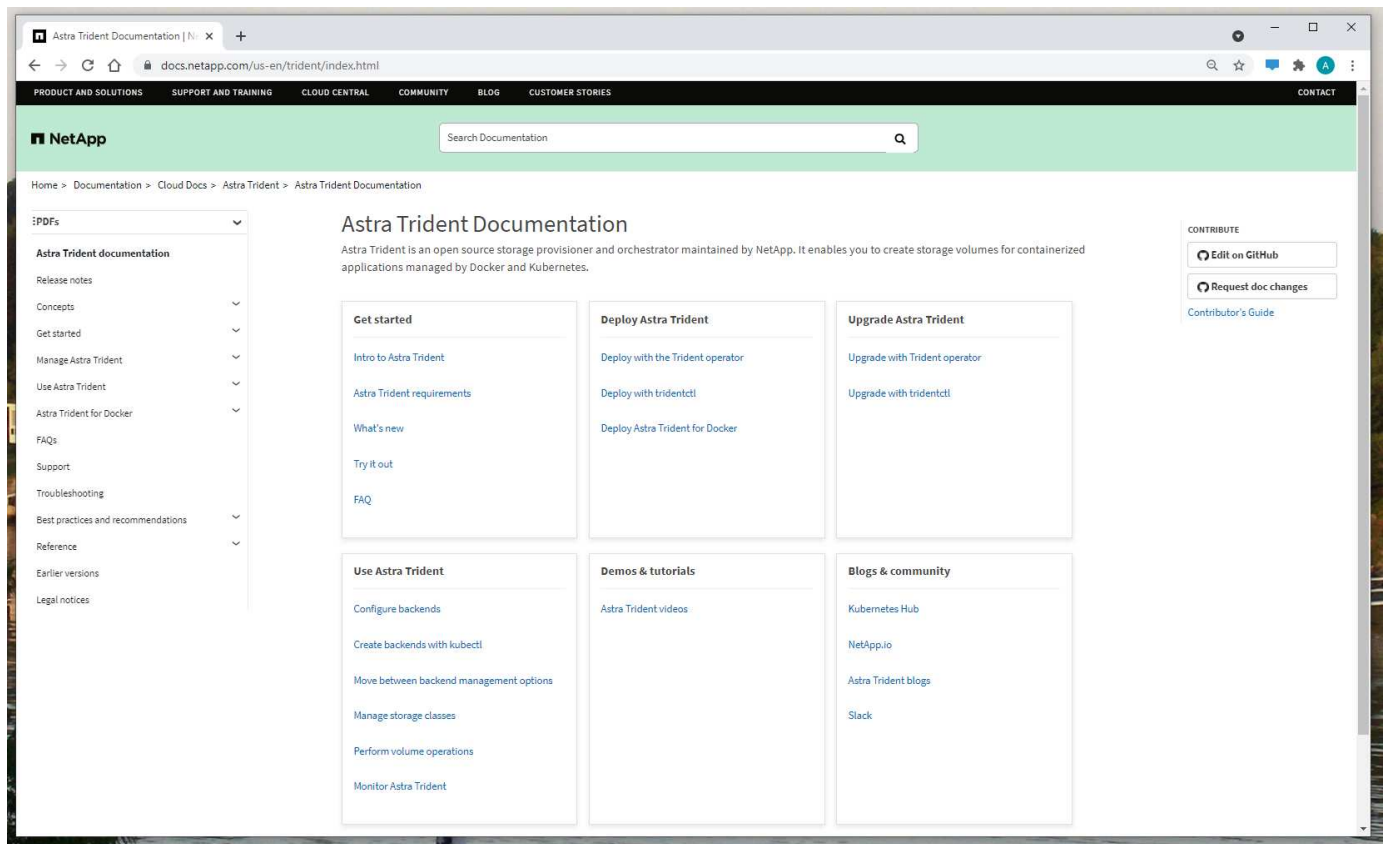 Astra Trident Documentation | Ne
docs.netapp.com/us-en/trident/index.html
A
PRODUCT AND SOLUTIONS SUPPORT AND TRAINING CLOUD CENTRAL COMMUNITY BLOG CUSTOMER STORIES CONTACT
NetApp
Search Documentation
Home > Documentation > Cloud Docs > Astra Trident > Astra Trident Documentation
PDFs
Astra Trident documentation
Release notes
Concepts
Get started
Manage Astra Trident
Use Astra Trident
Astra Trident for Docker
FAQs
Support
Troubleshooting
Best practices and recommendations
Reference
Earlier versions
Legal notices
Astra Trident Documentation
Astra Trident is an open source storage provisioner and orchestrator maintained by NetApp. It enables you to create storage volumes for containerized
applications managed by Docker and Kubernetes.
Get started
Intro to Astra Trident
Astra Trident requirements
What's new
Try it out
FAQ
Deploy Astra Trident
Deploy with the Trident operator
Deploy with tridentctl
Deploy Astra Trident for Docker
Upgrade Astra Trident
Upgrade with Trident operator
Upgrade with tridentctl
Use Astra Trident
Configure backends
Create backends with kubectl
Move between backend management options
Manage storage classes
Perform volume operations
Monitor Astra Trident
Demos & tutorials
Astra Trident videos
Blogs & community
Kubernetes Hub
NetApp.io
Astra Trident blogs
Slack
CONTRIBUTE
Edit on GitHub
Request doc changes
Contributor's Guide